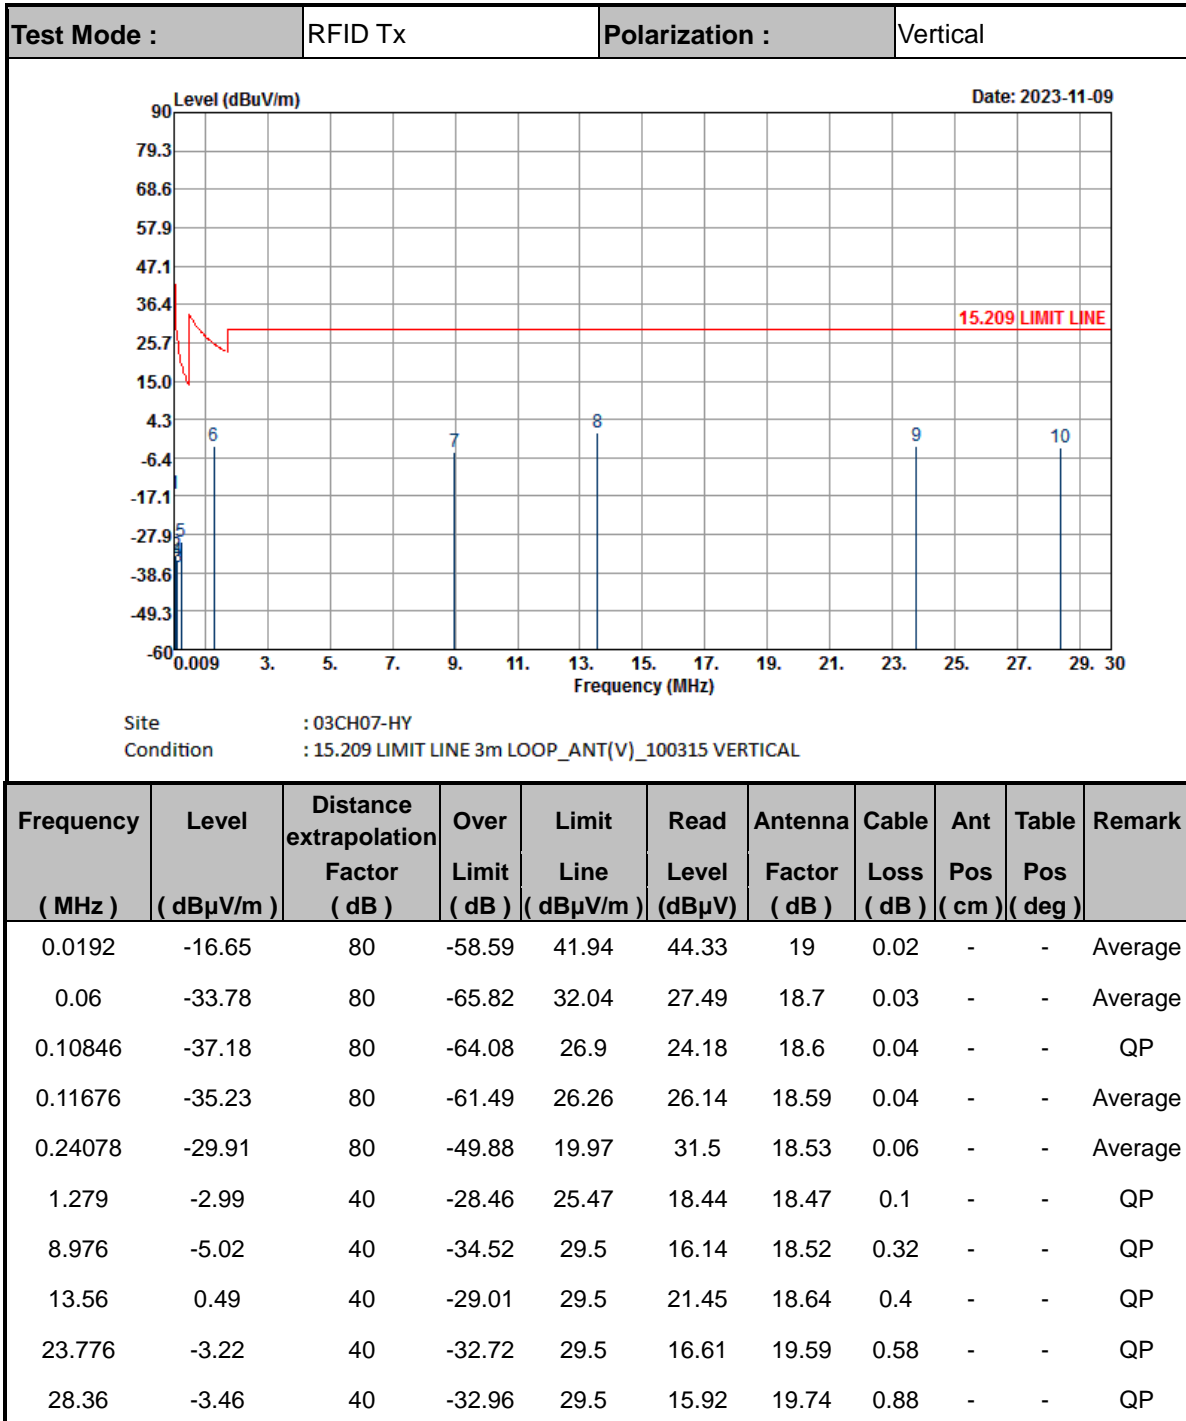 Test Mode : RFID Tx Polarization : Vertical
Level (dBuV/m) Date: 2023-11-09
90
79.3
68.6
57.9
47.1
36.4
15.209 LIMIT LINE
25.7
15.0
4.3
8
6 7 9 10
-6.4
-17.1
5
-27.9
-38.6
-49.3
-60
0.009 3. 5. 7. 9. 11. 13. 15. 17. 19. 21. 23. 25. 27. 29. 30
Frequency (MHz)
Site : 03CH07-HY
Condition : 15.209 LIMIT LINE 3m LOOP_ANT(V)_100315 VERTICAL
Frequency Level Distance extrapolation Over Limit Read Antenna Cable Ant Table Remark
Factor Limit Line Level Factor Loss Pos Pos
( MHz ) ( dBµV/m ) ( dB ) ( dB ) ( dBµV/m ) (dBµV) ( dB ) ( dB ) ( cm ) ( deg )
0.0192 -16.65 80 -58.59 41.94 44.33 19 0.02 - - Average
0.06 -33.78 80 -65.82 32.04 27.49 18.7 0.03 - - Average
0.10846 -37.18 80 -64.08 26.9 24.18 18.6 0.04 - - QP
0.11676 -35.23 80 -61.49 26.26 26.14 18.59 0.04 - - Average
0.24078 -29.91 80 -49.88 19.97 31.5 18.53 0.06 - - Average
1.279 -2.99 40 -28.46 25.47 18.44 18.47 0.1 - - QP
8.976 -5.02 40 -34.52 29.5 16.14 18.52 0.32 - - QP
13.56 0.49 40 -29.01 29.5 21.45 18.64 0.4 - - QP
23.776 -3.22 40 -32.72 29.5 16.61 19.59 0.58 - - QP
28.36 -3.46 40 -32.96 29.5 15.92 19.74 0.88 - - QP